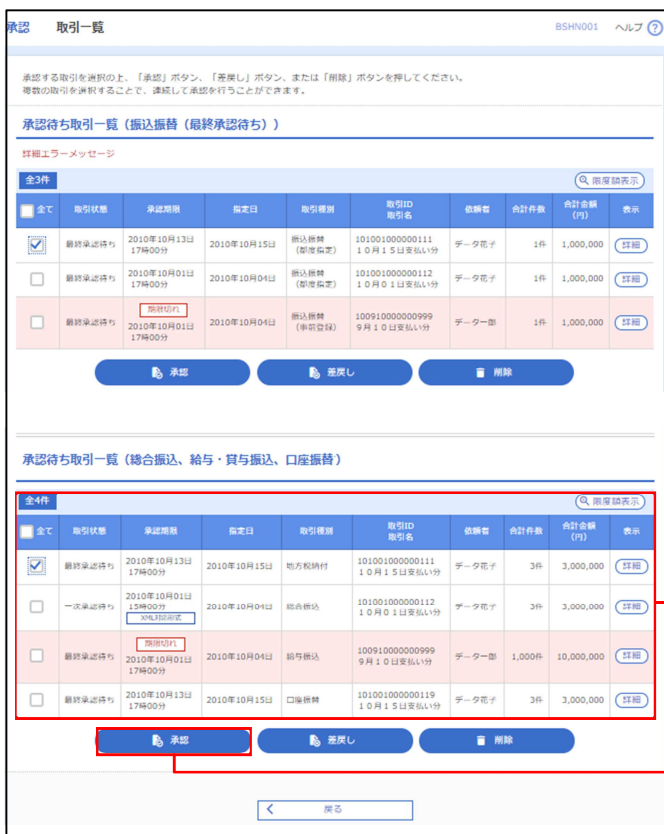 承認 取引一覧 BSHN001 ヘルプ ?
承認する取引を選択の上、「承認」ボタン、「差戻し」ボタン、または「削除」ボタンを押してください。
複数の取引を選択することで、連続して承認を行うことができます。
承認待ち取引一覧（振込振替（最終承認待ち））
詳細エラーメッセージ
全3件 限度額表示
全て 取引状態 承認期限 指定日 取引種別 取引ID 依頼者 合計件数 合計金額 表示
取引名 (円)
最終承認待ち 2010年10月13日 2010年10月15日 振込振替 101001000000111 データ花子 1件 1,000,000 詳細
17時00分 （都度指定） １０月１５日支払い分
最終承認待ち 2010年10月01日 2010年10月04日 振込振替 101001000000112 データ花子 1件 1,000,000 詳細
17時00分 （都度指定） １０月０１日支払い分
期限切れ
最終承認待ち 2010年10月01日 2010年10月04日 振込振替 100910000000999 データ一郎 1件 1,000,000 詳細
17時00分 （事前登録） ９月１０日支払い分
承認 差戻し 削除
承認待ち取引一覧（総合振込、給与・賞与振込、口座振替）
全4件 限度額表示
全て 取引状態 承認期限 指定日 取引種別 取引ID 依頼者 合計件数 合計金額 表示
取引名 (円)
最終承認待ち 2010年10月13日 2010年10月15日 地方税納付 101001000000111 データ花子 3件 3,000,000 詳細
17時00分 １０月１５日支払い分
一次承認待ち 2010年10月01日 2010年10月04日 総合振込 101001000000112 データ花子 3件 3,000,000 詳細
15時00分 １０月０１日支払い分
XML対応形式
期限切れ
最終承認待ち 2010年10月01日 2010年10月04日 給与振込 100910000000999 データ一郎 1,000件 10,000,000 詳細
17時00分 ９月１０日支払い分
最終承認待ち 2010年10月13日 2010年10月15日 口座振替 101001000000119 データ花子 3件 3,000,000 詳細
17時00分 １０月１５日支払い分
承認 差戻し 削除
戻る